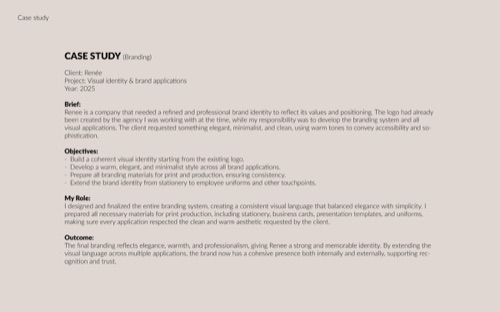 Case study
CASE STUDY (Branding)
Client: Renée
Project: Visual identity & brand applications
Year: 2025
Brief:
Renee is a company that needed a refined and professional brand identity to reflect its values and positioning. The logo had already
been created by the agency I was working with at the time, while my responsibility was to develop the branding system and all
visual applications. The client requested something elegant, minimalist, and clean, using warm tones to convey accessibility and so-
phistication.
Objectives:
- Build a coherent visual identity starting from the existing logo.
- Develop a warm, elegant, and minimalist style across all brand applications.
- Prepare all branding materials for print and production, ensuring consistency.
- Extend the brand identity from stationery to employee uniforms and other touchpoints.
My Role:
I designed and finalized the entire branding system, creating a consistent visual language that balanced elegance with simplicity. I
prepared all necessary materials for print production, including stationery, business cards, presentation templates, and uniforms,
making sure every application respected the clean and warm aesthetic requested by the client.
Outcome:
The final branding reflects elegance, warmth, and professionalism, giving Renee a strong and memorable identity. By extending the
visual language across multiple applications, the brand now has a cohesive presence both internally and externally, supporting rec-
ognition and trust.